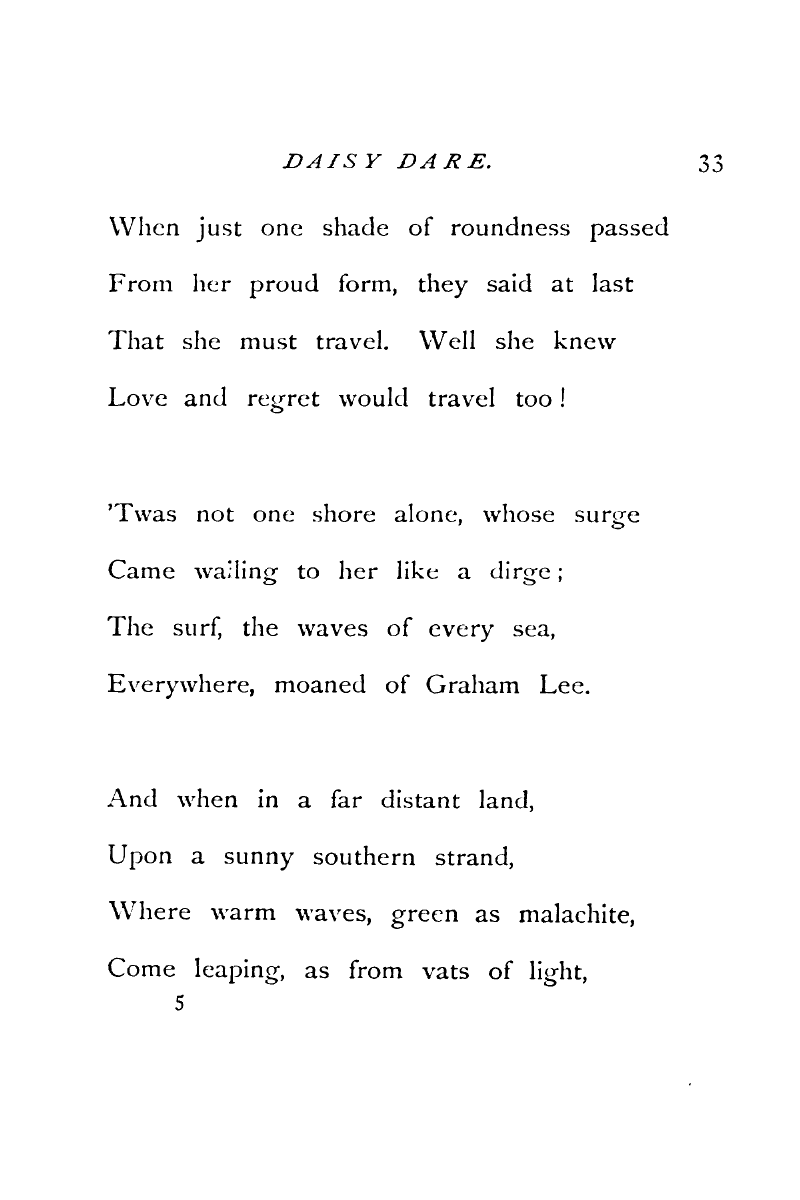 DAISY DARE. 33
When just one shade of roundness passed
From her proud form, they said at last
That she must travel. Well she knew
Love and regret would travel too!
'Twas not one shore alone, whose surge
Came wailing to her like a dirge;
The surf, the waves of every sea,
Everywhere, moaned of Graham Lee.
And when in a far distant land,
Upon a sunny southern strand,
Where warm waves, green as malachite,
Come leaping, as from vats of light,
5